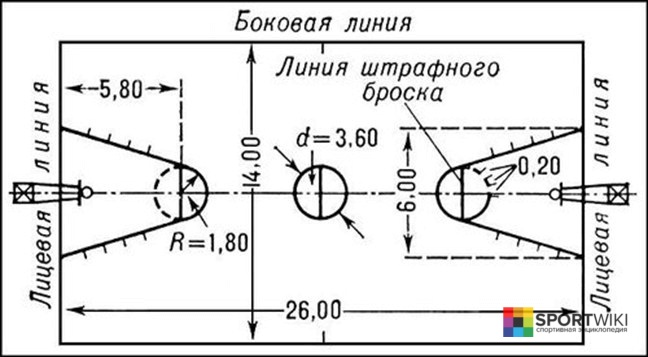 Боковая линия
5,80
Линия штрафного
броска
Лицевая линия
14,00
d=3,60
6,00
0,20
Лицевая линия
R=1,80
26,00
SPORTWIKI
спортивная энциклопедия